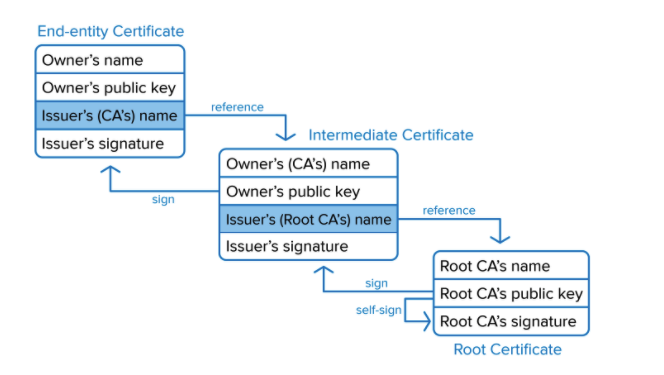 End-entity Certificate
Owner's name
Owner's public key
Issuer's (CA's) name
Issuer's signature
reference
sign
Intermediate Certificate
Owner's (CA's) name
Owner's public key
Issuer's (Root CA's) name
Issuer's signature
reference
sign
self-sign
Root CA's name
Root CA's public key
Root CA's signature
Root Certificate